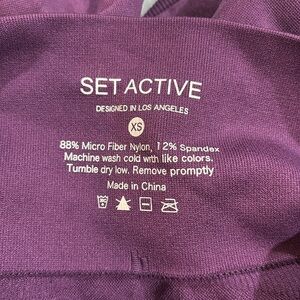 SET ACTIVE
DESIGNED IN LOS ANGELES
XS
88% Micro Fiber Nylon, 12% Spandex
Machine wash cold with like colors.
Tumble dry low. Remove promptly
Made in China